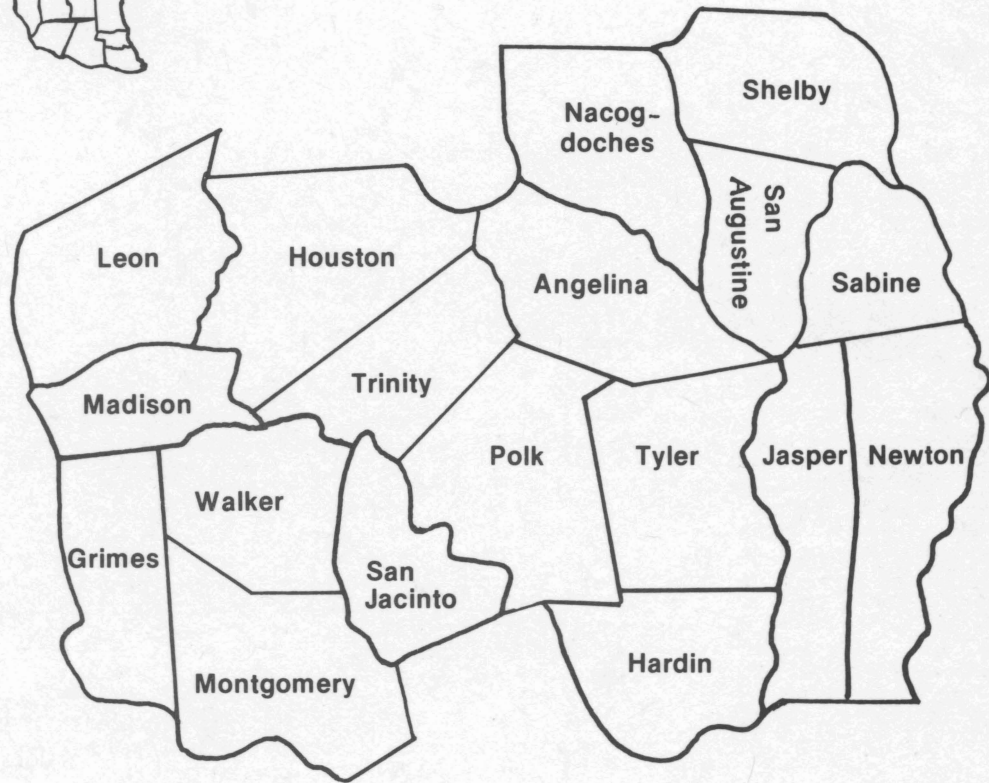 Shelby
Nacog-
doches
San
Augustine
Leon
Houston
Angelina
Sabine
Trinity
Madison
Polk
Tyler
Jasper
Newton
Walker
Grimes
San
Jacinto
Hardin
Montgomery